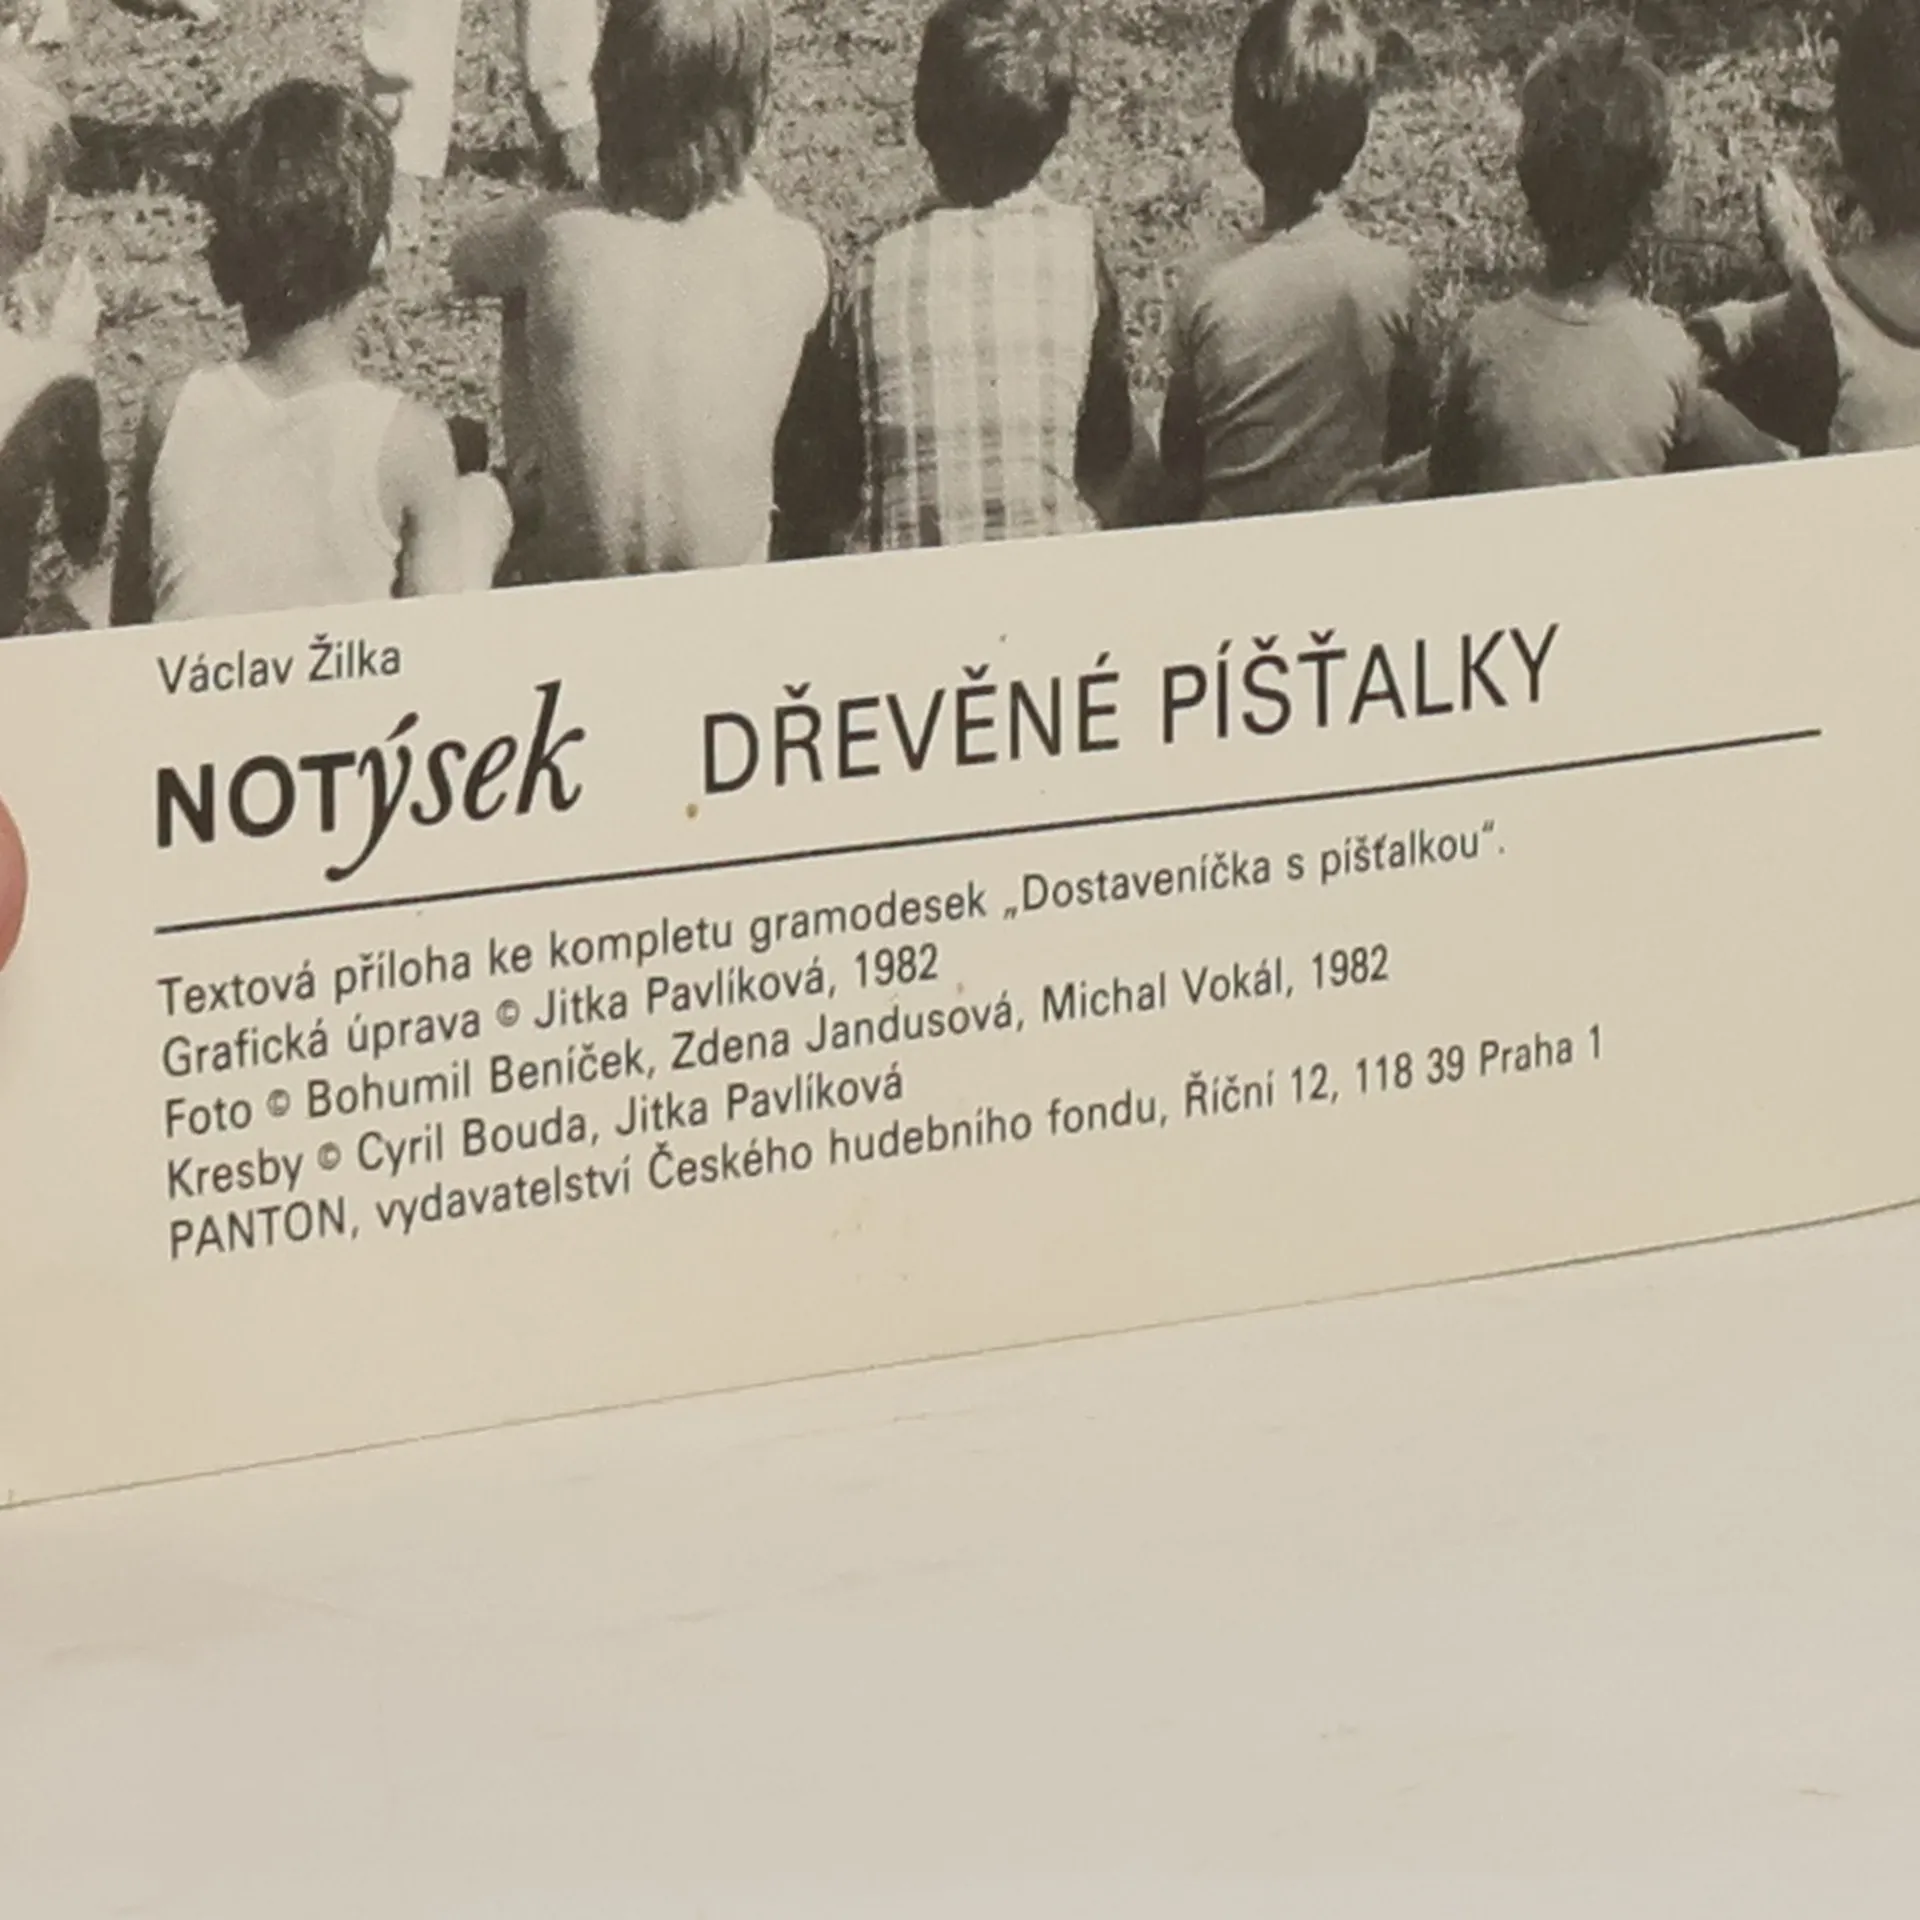 Václav Žilka
NOTýsek DŘEVĚNÉ PÍŠŤALKY
Textová příloha ke kompletu gramodesek „Dostaveníčka s píšťalkou“.
Grafická úprava © Jitka Pavlíková, 1982
Foto © Bohumil Beníček, Zdena Jandusová, Michal Vokál, 1982
Kresby © Cyril Bouda, Jitka Pavlíková
PANTON, vydavatelství Českého hudebního fondu, Říční 12, 118 39 Praha 1